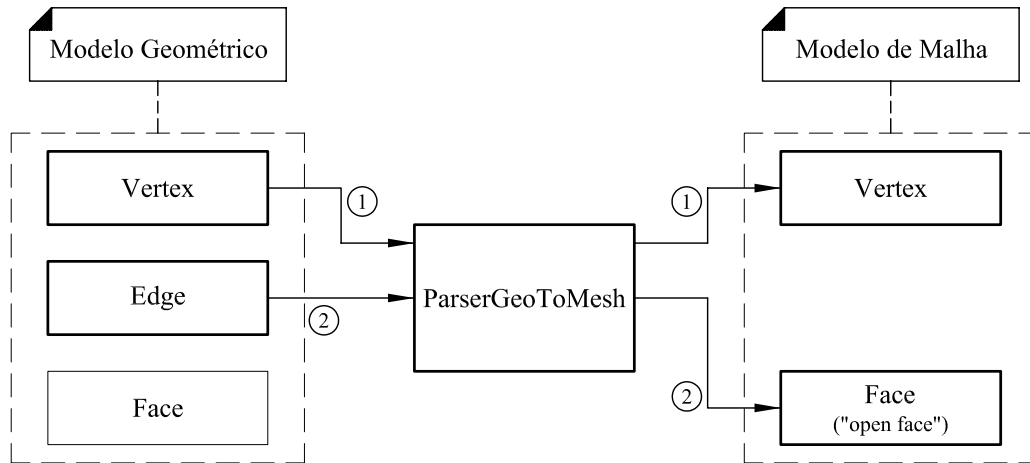 Modelo Geométrico
Modelo de Malha
Vertex
1
1
Vertex
Edge
2
ParserGeoToMesh
2
Face
Face
("open face")